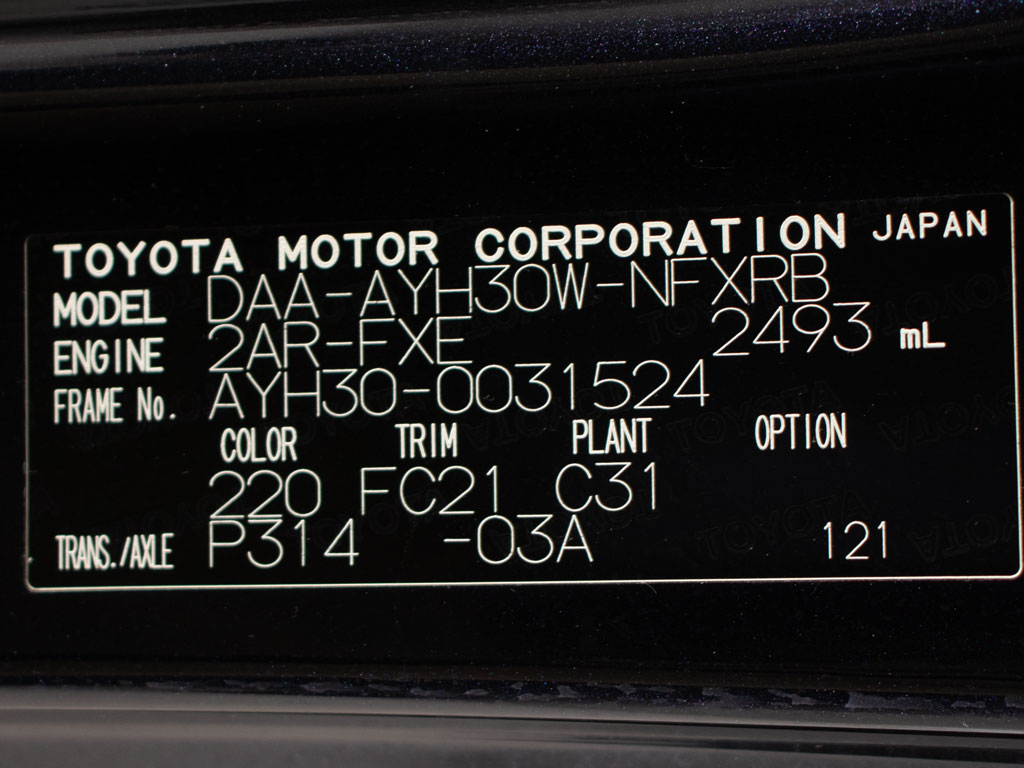 TOYOTA MOTOR CORPORATION JAPAN
MODEL DAA-AYH30W-NFXRB
ENGINE 2AR-FXE 2493 mL
FRAME No. AYH30-0031524
COLOR TRIM PLANT OPTION
220 FC21 C31
TRANS./AXLE P314 -03A 121